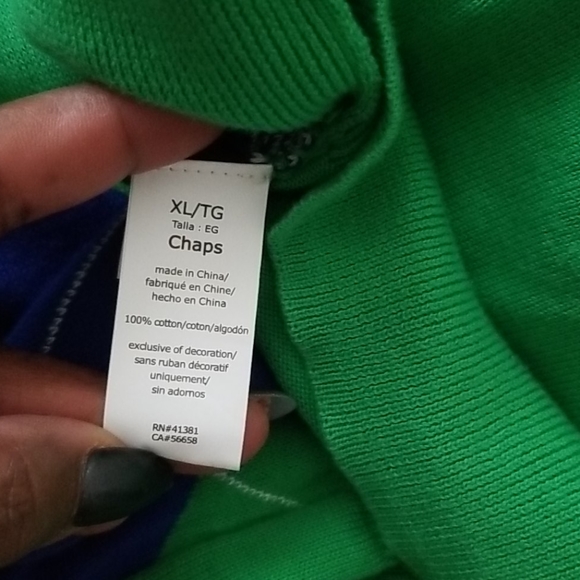 XL/TG
Talla : EG
Chaps
made in China/
fabriqué en Chine/
hecho en China
100% cotton/coton/algodón
exclusive of decoration/
sans ruban décoratif
uniquement/
sin adornos
RN#41381
CA#56658